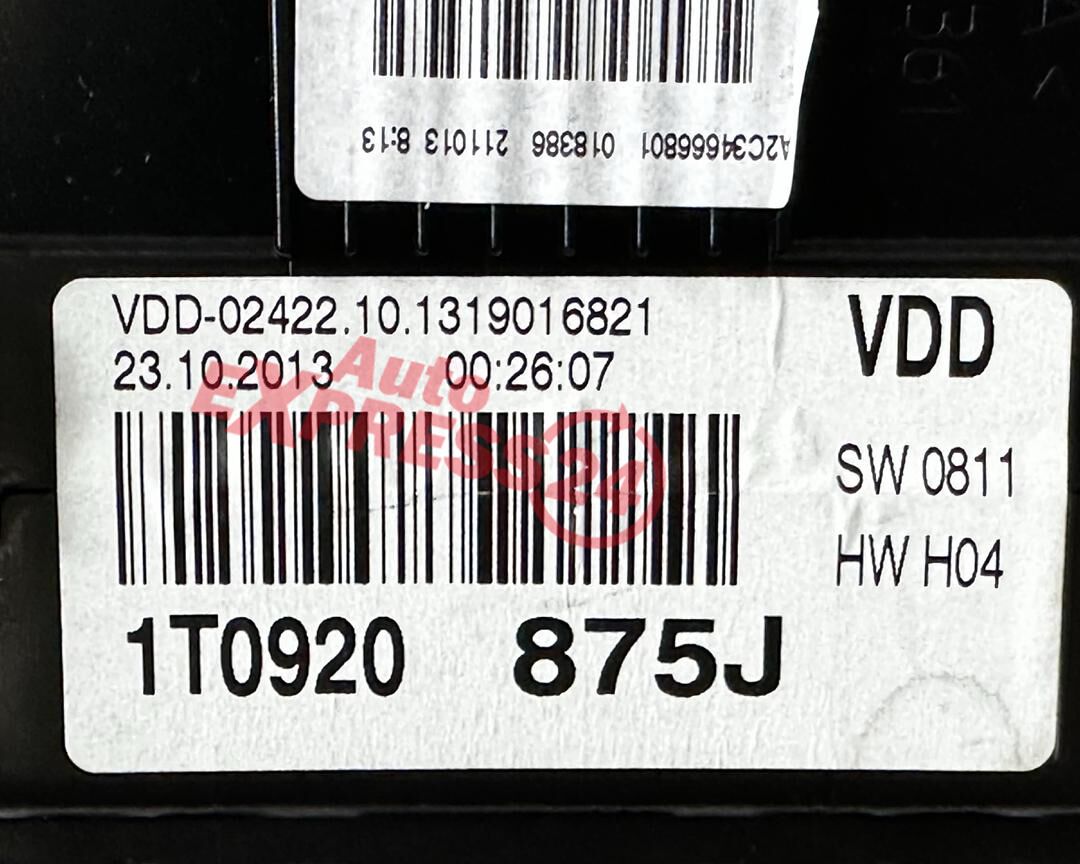 A2C34666801 018386 211013 8:13
361
VDD-02422.10.1319016821
23.10.2013 00:26:07
VDD
SW 0811
HW H04
1T0920 875J
Auto
EXPRESS24